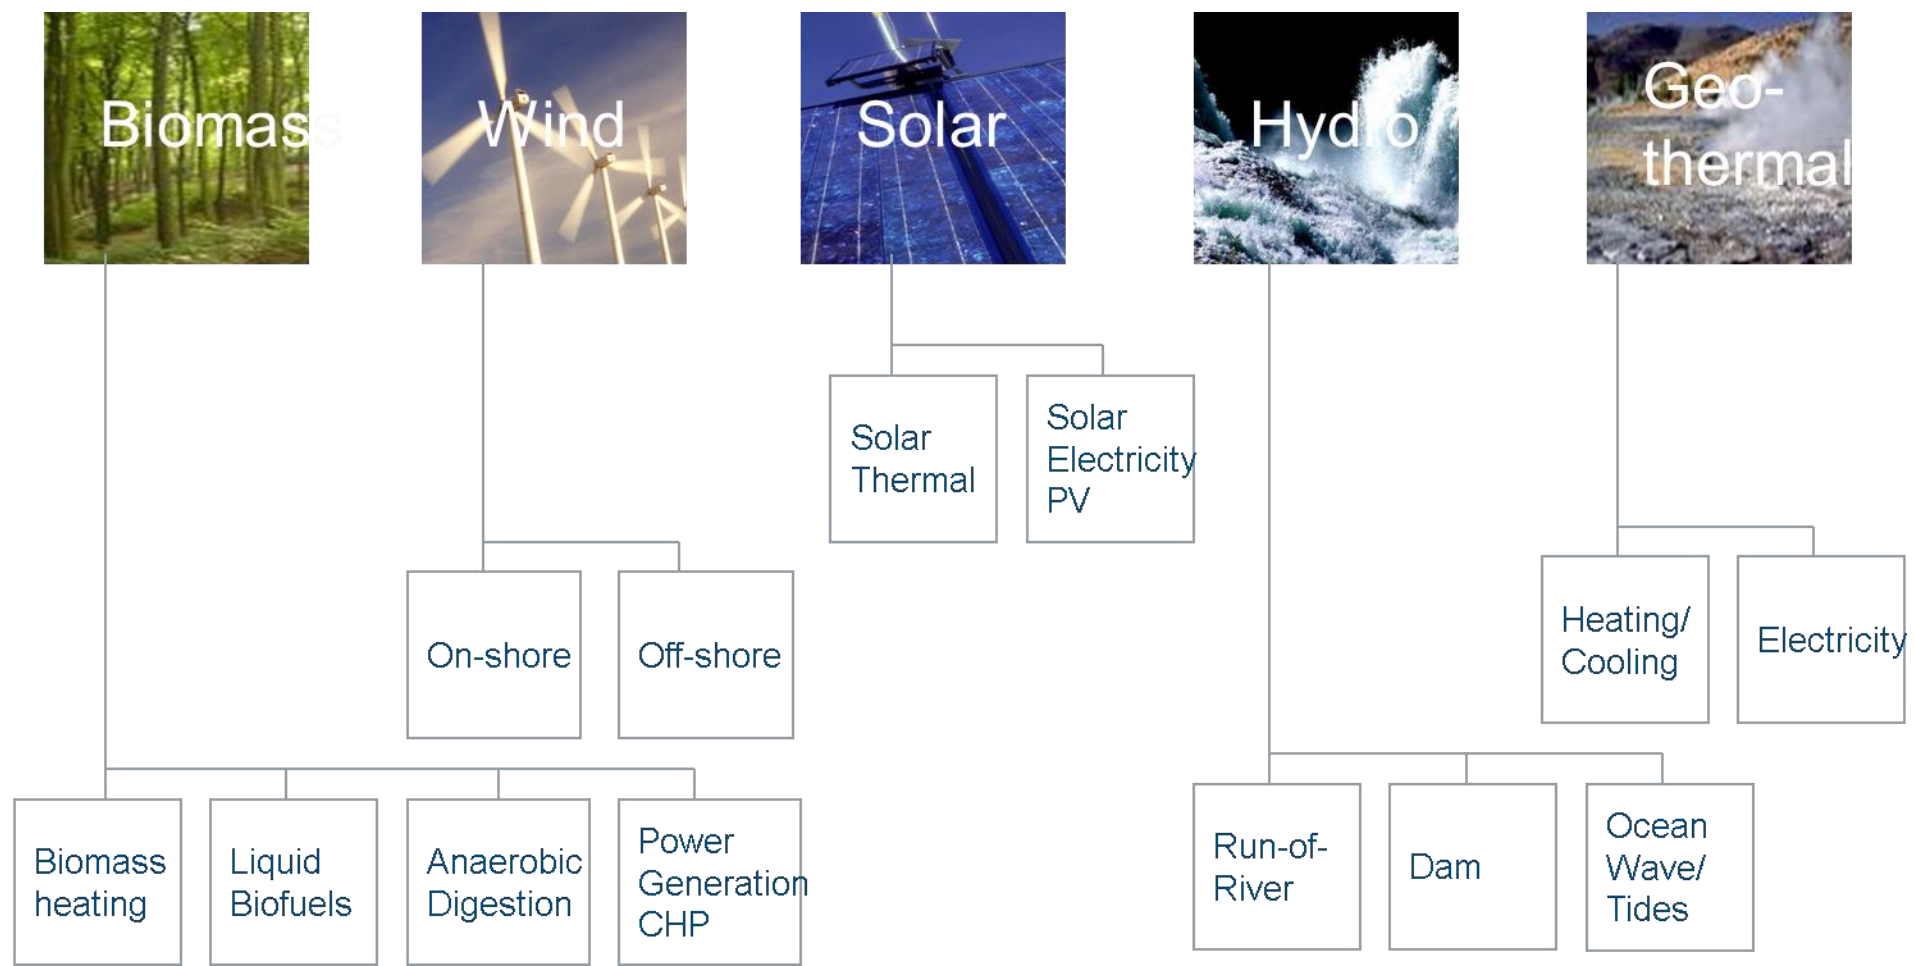 Biomass
Wind
Solar
Hydro
Geo-
thermal
Solar
Thermal
Solar
Electricity
PV
On-shore
Off-shore
Heating/
Cooling
Electricity
Biomass
heating
Liquid
Biofuels
Anaerobic
Digestion
Power
Generation
CHP
Run-of-
River
Dam
Ocean
Wave/
Tides